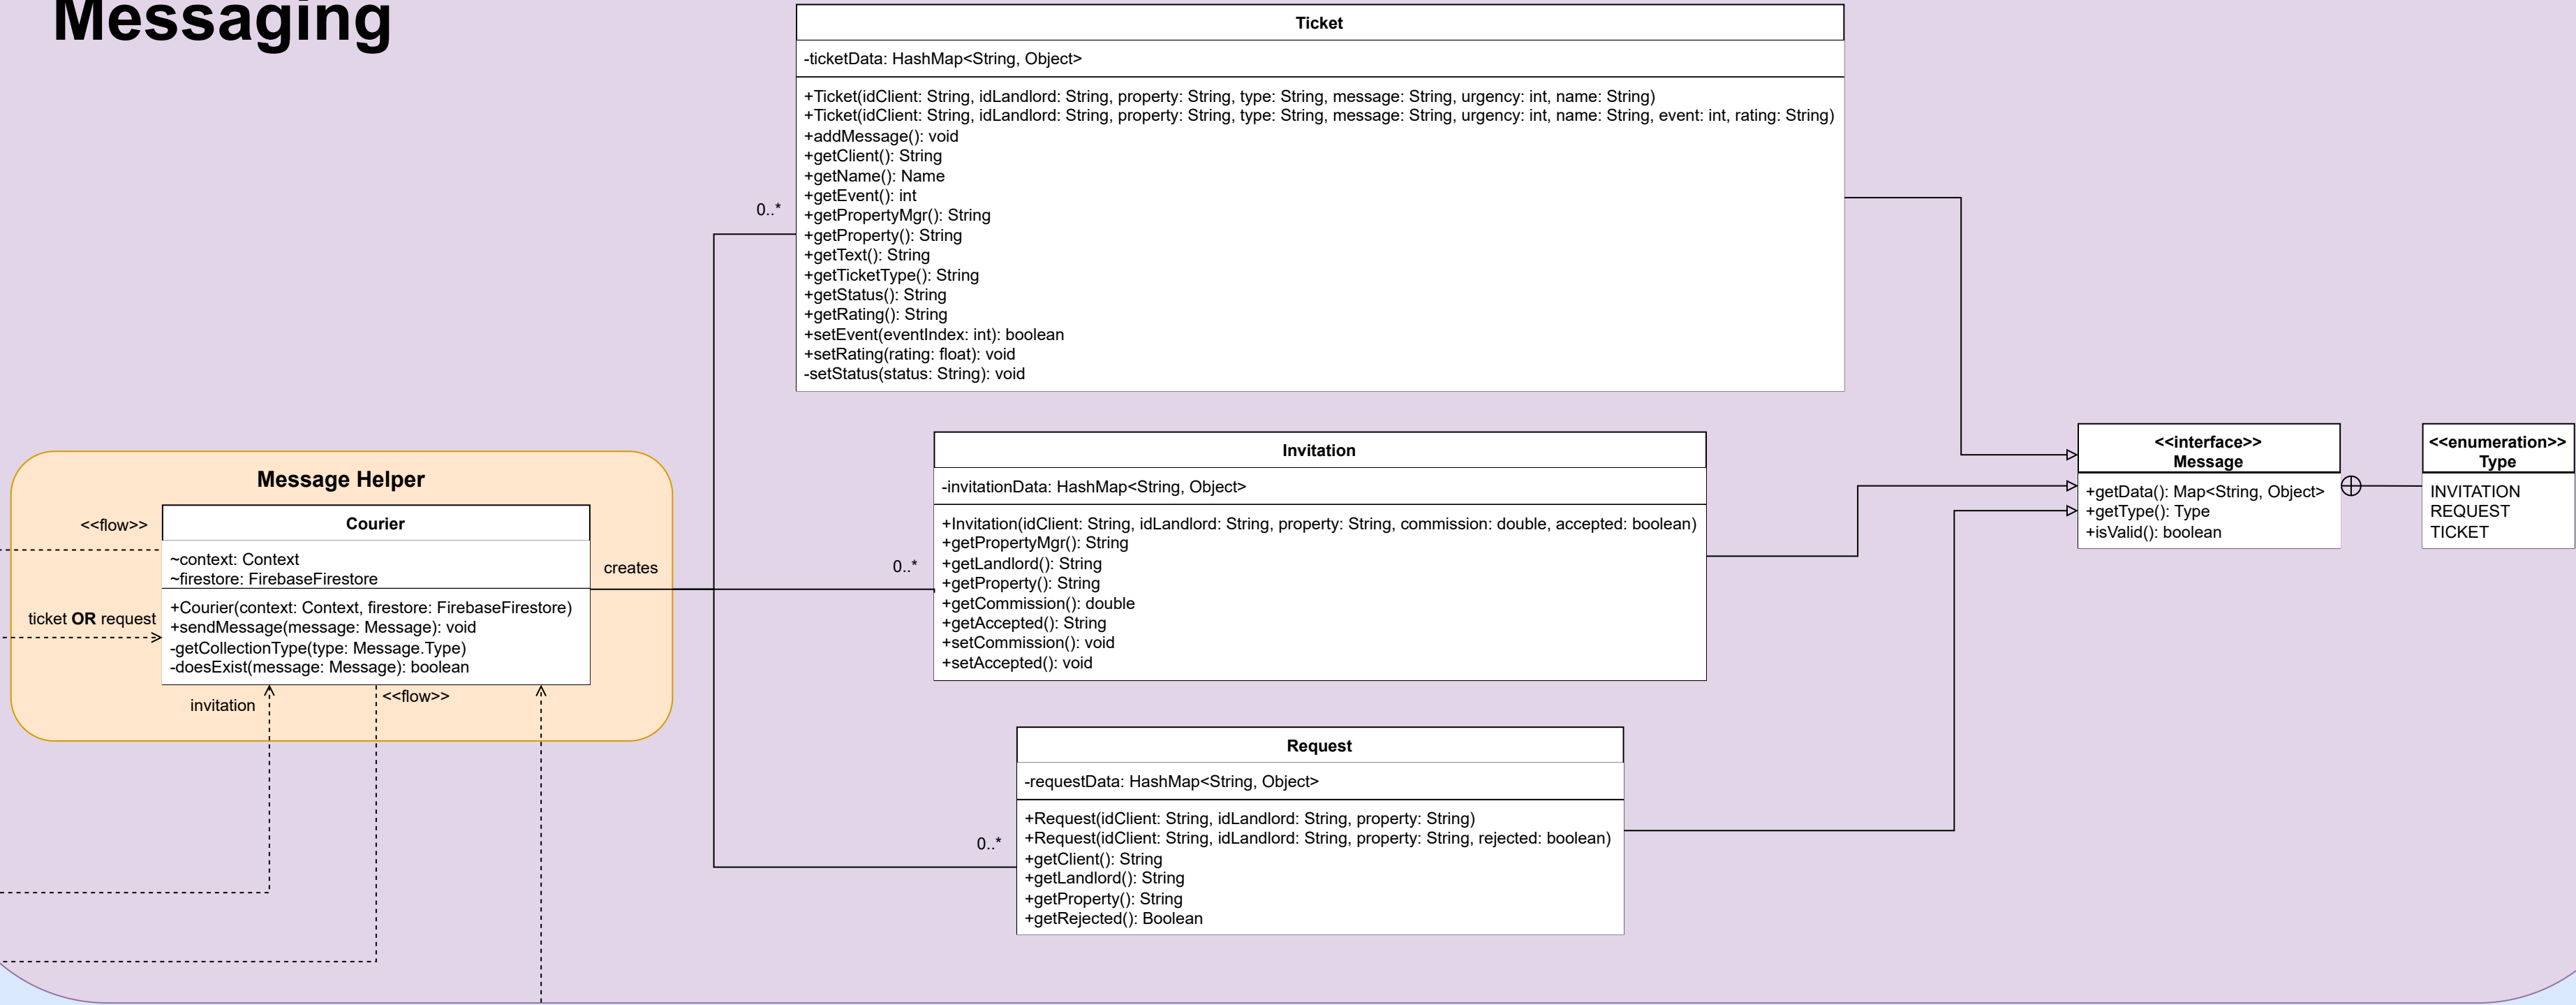 Messaging
Ticket
-ticketData: HashMap<String, Object>
+Ticket(idClient: String, idLandlord: String, property: String, type: String, message: String, urgency: int, name: String)
+Ticket(idClient: String, idLandlord: String, property: String, type: String, message: String, urgency: int, name: String, event: int, rating: String)
+addMessage(): void
+getClient(): String
+getName(): Name
+getEvent(): int
+getPropertyMgr(): String
+getProperty(): String
+getText(): String
+getTicketType(): String
+getStatus(): String
+getRating(): String
+setEvent(eventIndex: int): boolean
+setRating(rating: float): void
-setStatus(status: String): void
0..*
Message Helper
<<flow>>
Courier
~context: Context
~firestore: FirebaseFirestore
+Courier(context: Context, firestore: FirebaseFirestore)
+sendMessage(message: Message): void
-getCollectionType(type: Message.Type)
-doesExist(message: Message): boolean
ticket OR request
invitation
<<flow>>
creates
0..*
Invitation
-invitationData: HashMap<String, Object>
+Invitation(idClient: String, idLandlord: String, property: String, commission: double, accepted: boolean)
+getPropertyMgr(): String
+getLandlord(): String
+getProperty(): String
+getCommission(): double
+getAccepted(): String
+setCommission(): void
+setAccepted(): void
0..*
Request
-requestData: HashMap<String, Object>
+Request(idClient: String, idLandlord: String, property: String)
+Request(idClient: String, idLandlord: String, property: String, rejected: boolean)
+getClient(): String
+getLandlord(): String
+getProperty(): String
+getRejected(): Boolean
<<interface>>
Message
+getData(): Map<String, Object>
+getType(): Type
+isValid(): boolean
<<enumeration>>
Type
INVITATION
REQUEST
TICKET